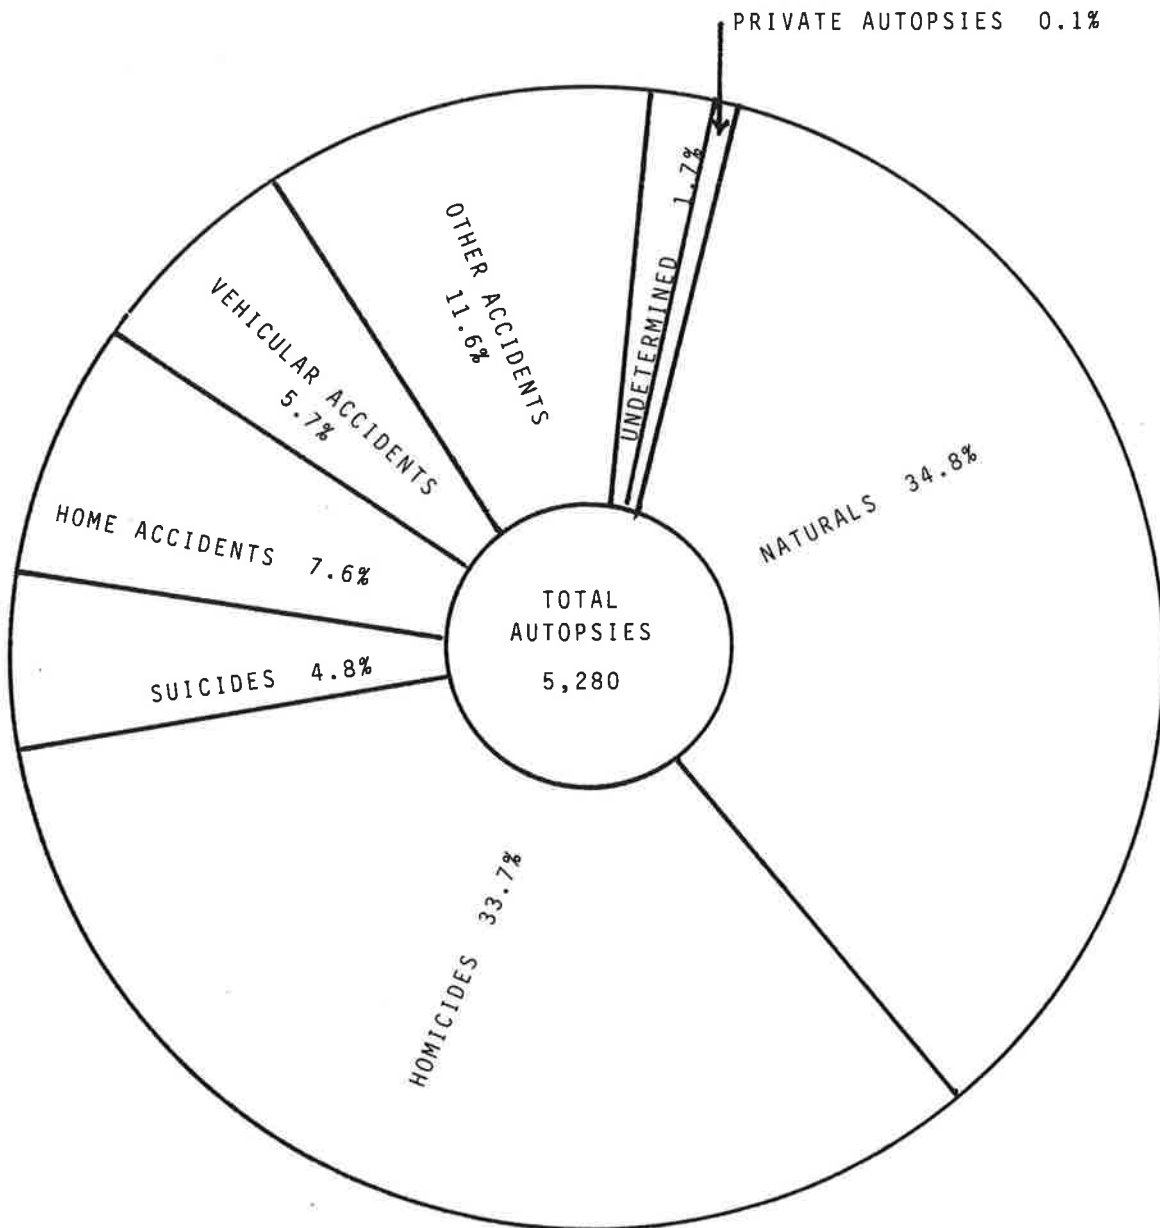 PRIVATE AUTOPSIES 0.1%
UNDETERMINED 1.7%
OTHER ACCIDENTS
11.6%
VEHICULAR ACCIDENTS
5.7%
NATURALS 34.8%
HOME ACCIDENTS 7.6%
TOTAL
AUTOPSIES
5,280
SUICIDES 4.8%
HOMICIDES 33.7%